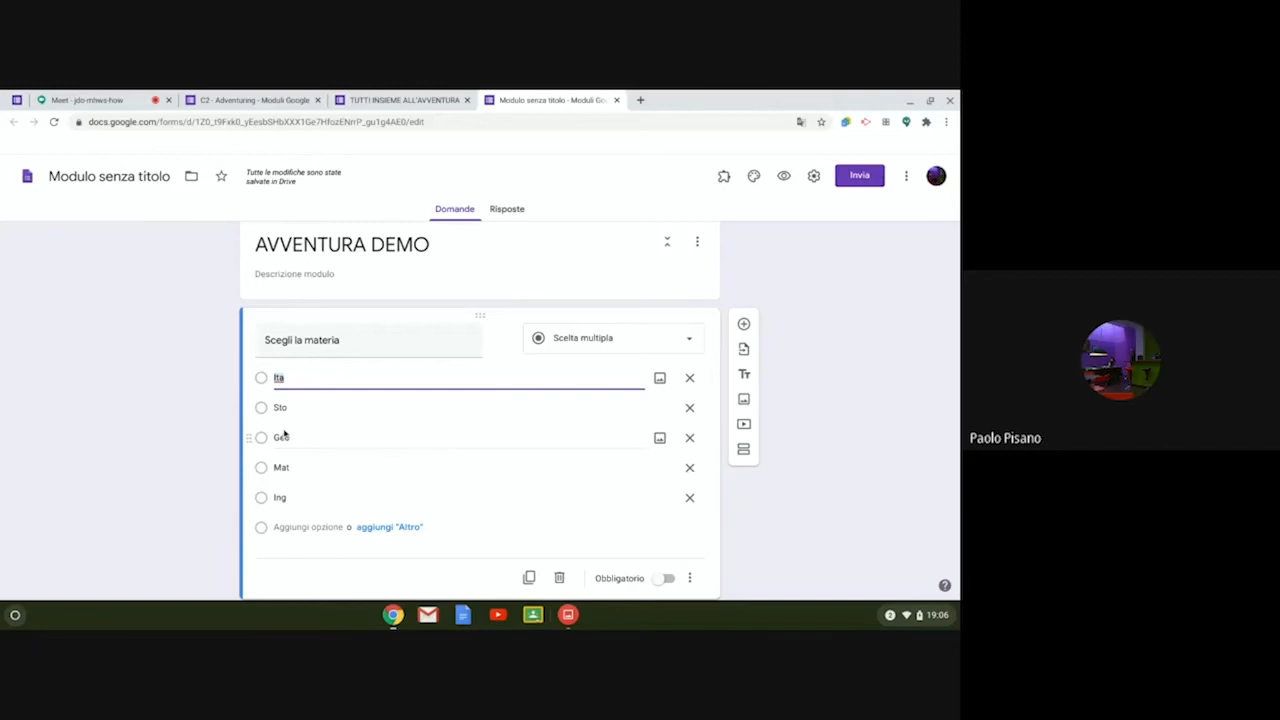 Meet - jdo-mhws-how
C2 - Adventuring - Moduli Google
TUTTI INSIEME ALL'AVVENTURA
Modulo senza titolo - Moduli Go
docs.google.com/forms/d/1Z0_t9Fxk0_yEesbSHbXXX1Ge7HfozENrrP_gu1g4AE0/edit
Modulo senza titolo
Tutte le modifiche sono state
salvate in Drive
Invia
Domande Risposte
AVVENTURA DEMO
Descrizione modulo
Scegli la materia
Scelta multipla
Ita
Sto
Geo
Mat
Ing
Aggiungi opzione o aggiungi "Altro"
Obbligatorio
2 19:06
Paolo Pisano